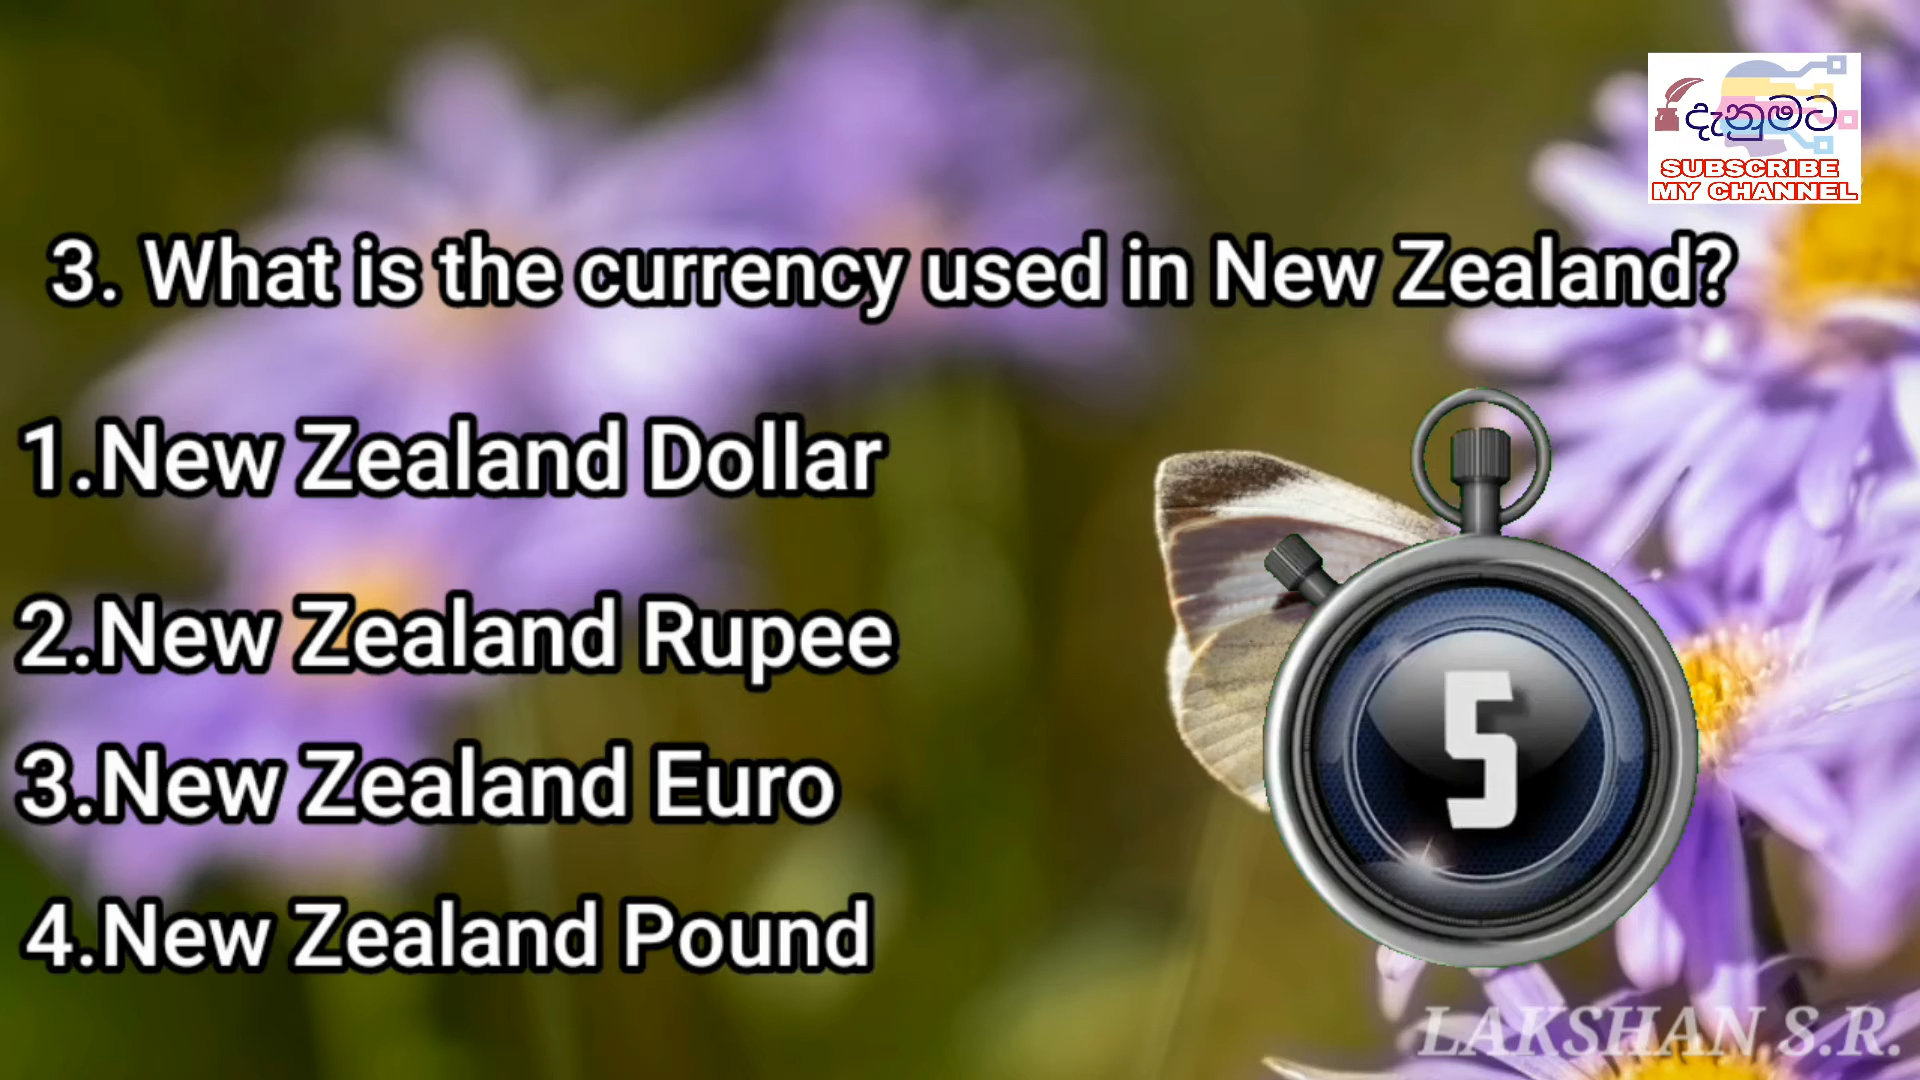 දැනුමට
SUBSCRIBE
MY CHANNEL
3. What is the currency used in New Zealand?
1.New Zealand Dollar
2.New Zealand Rupee
3.New Zealand Euro
4.New Zealand Pound
5
LAKSHAN S.R.